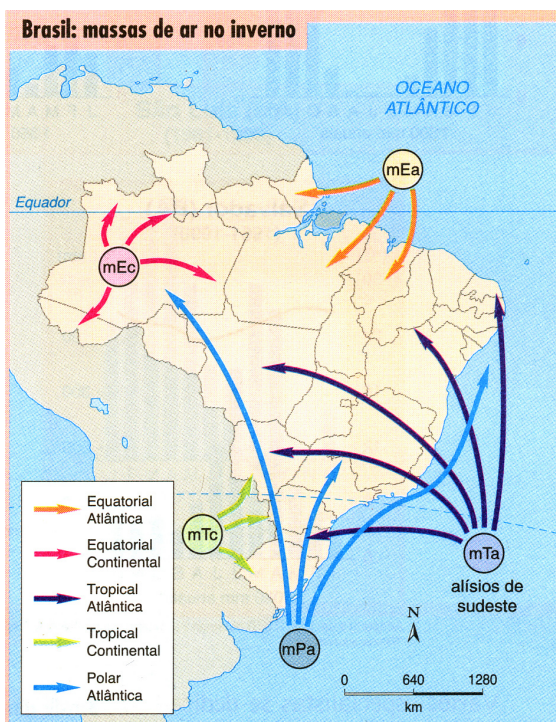 Brasil: massas de ar no inverno
OCEANO
ATLÂNTICO
mEa
Equador
mEc
mTc
mTa
alísios de
sudeste
mPa
N
0 640 1280
km
Equatorial
Atlântica
Equatorial
Continental
Tropical
Atlântica
Tropical
Continental
Polar
Atlântica